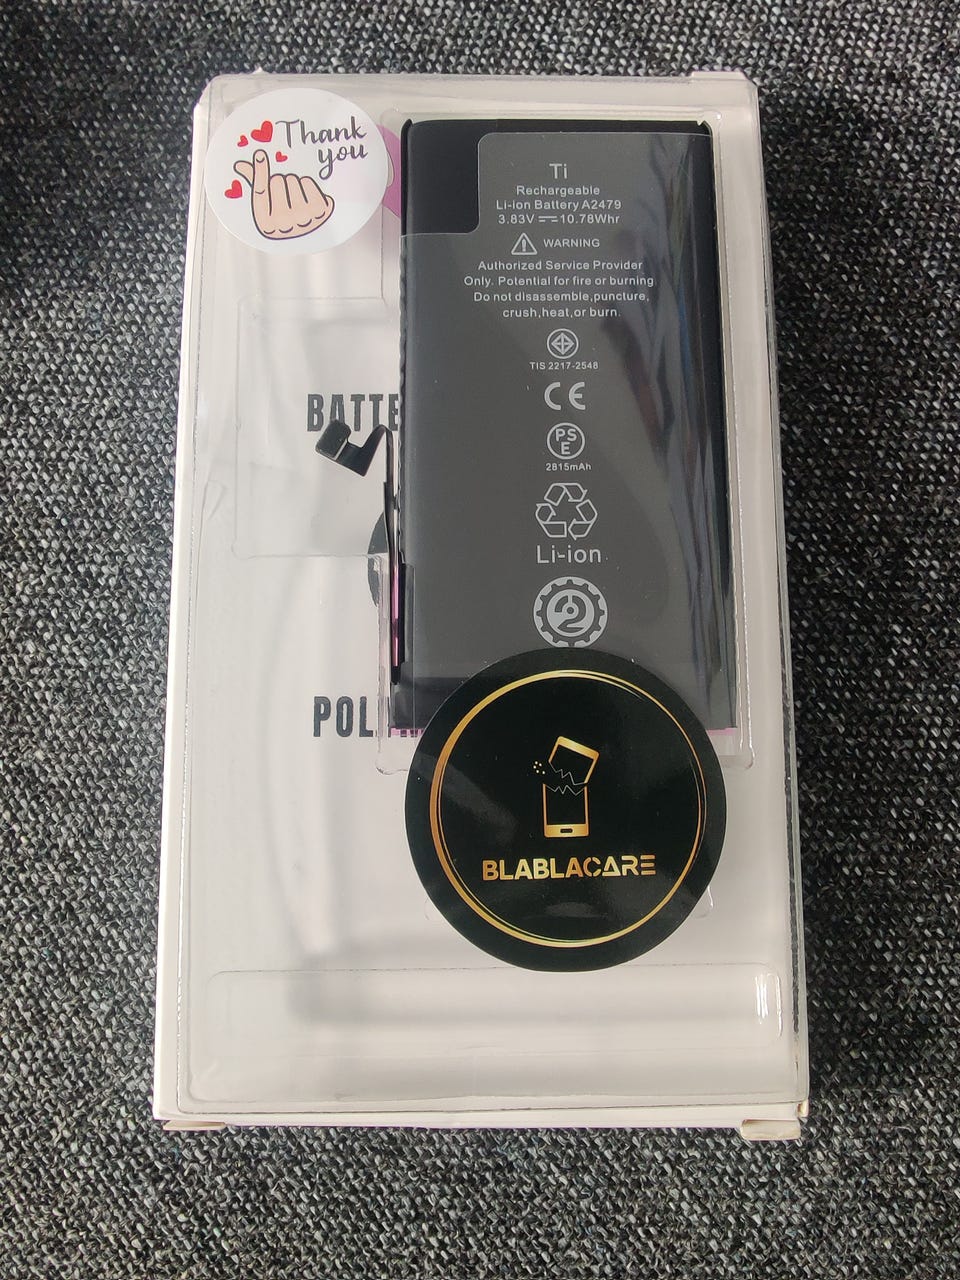 Thank
you
Ti
Rechargeable
Li-ion Battery A2479
3.83V ⎓ 10.78Whr
WARNING
Authorized Service Provider
Only. Potential for fire or burning.
Do not disassemble,puncture,
crush,heat,or burn.
TIS 2217-2548
CE
PS
E
2815mAh
BATTE
Li-ion
2
POL
BLABLACARE